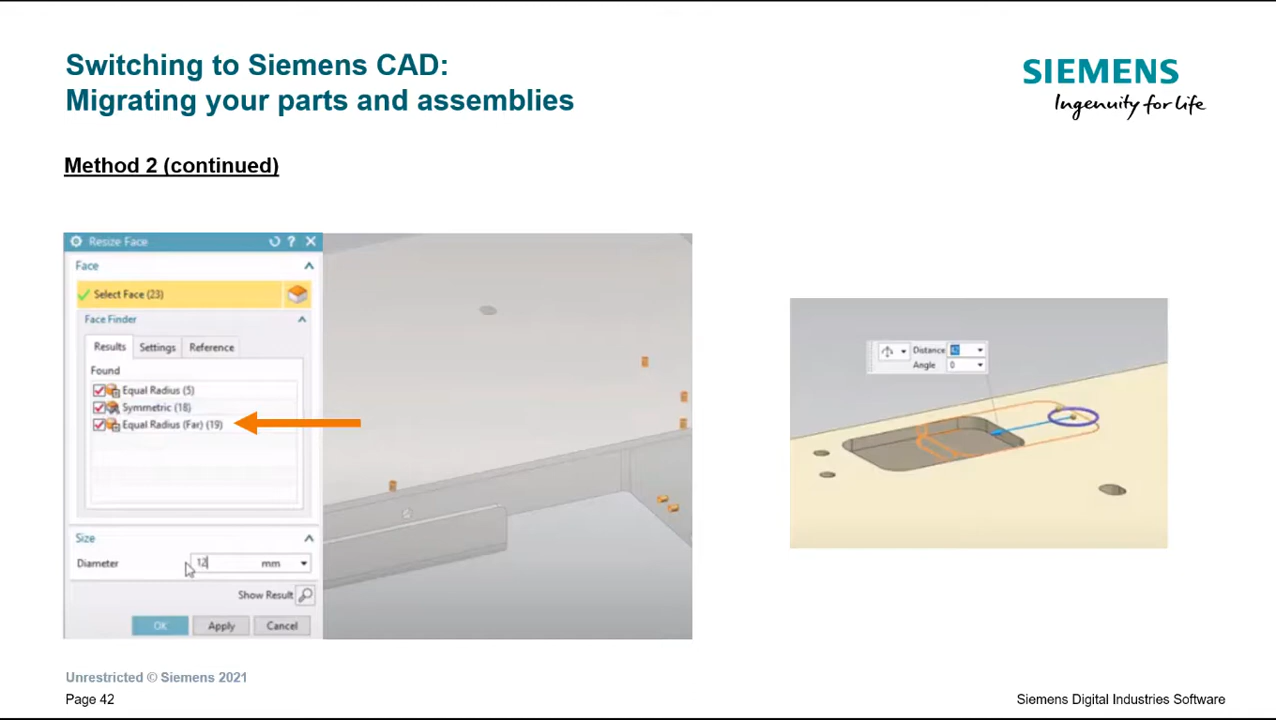 Switching to Siemens CAD:
Migrating your parts and assemblies
SIEMENS
Ingenuity for life
Method 2 (continued)
Resize Face
Face
Select Face (23)
Face Finder
Results Settings Reference
Found
Equal Radius (5)
Symmetric (18)
Equal Radius (Far) (19)
Size
Diameter 12 mm
Show Result
OK Apply Cancel
Distance
Angle 0
Unrestricted © Siemens 2021
Page 42
Siemens Digital Industries Software